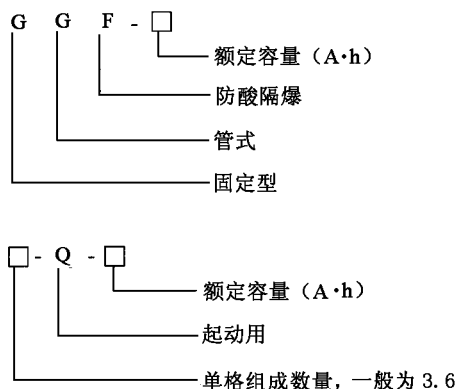 G G F - □
额定容量（A·h）
防酸隔爆
管式
固定型
□ - Q - □
额定容量（A·h）
起动用
单格组成数量，一般为 3.6